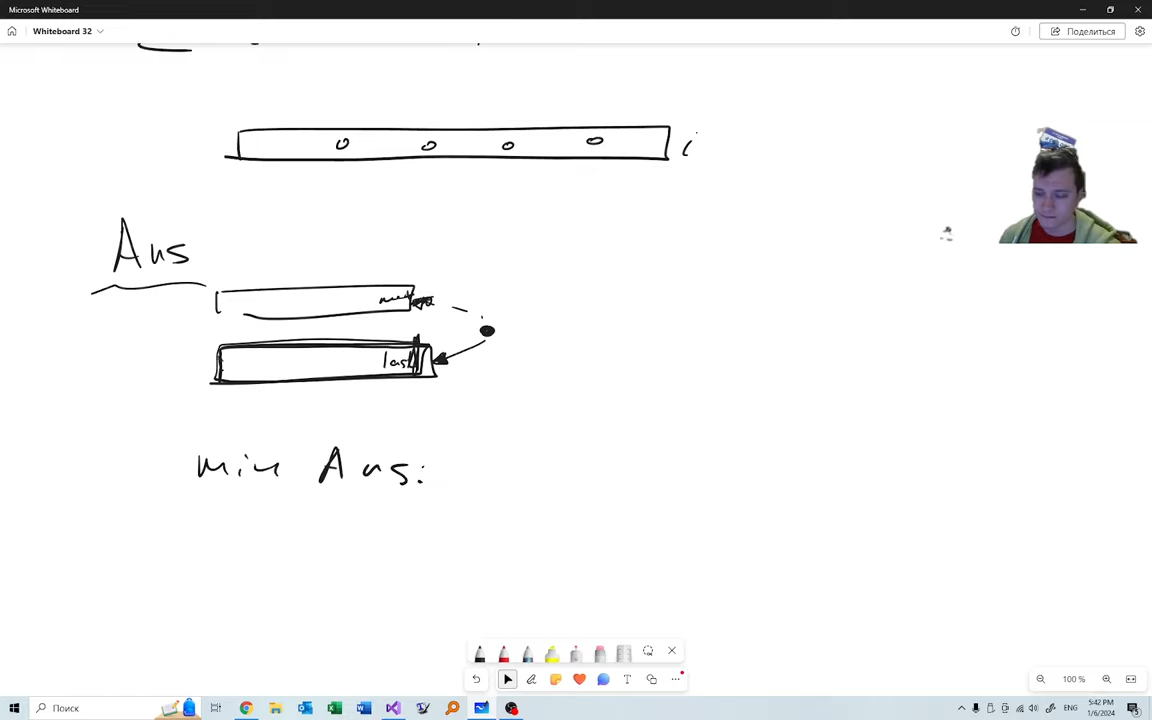 Microsoft Whiteboard
Whiteboard 32
Поделиться
i
Ans
last
min Ans:
100 %
Поиск
ENG
5:42 PM
1/6/2024